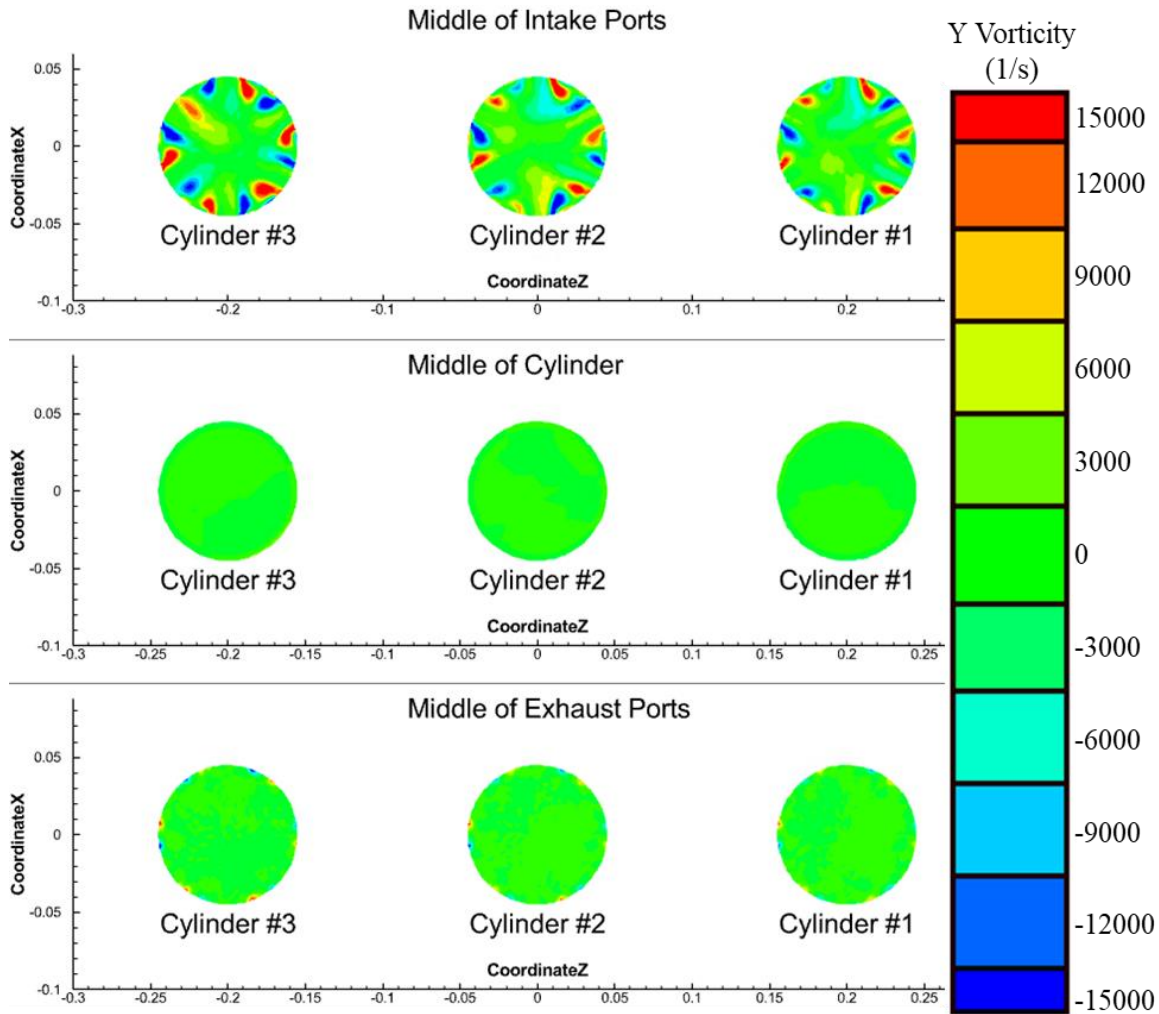 Middle of Intake Ports
0.05
0
-0.05
-0.1
CoordinateX
Cylinder #3
Cylinder #2
Cylinder #1
CoordinateZ
-0.3
-0.2
-0.1
0
0.1
0.2
Middle of Cylinder
0.05
0
-0.05
-0.1
CoordinateX
Cylinder #3
Cylinder #2
Cylinder #1
CoordinateZ
-0.3
-0.25
-0.2
-0.15
-0.1
-0.05
0
0.05
0.1
0.15
0.2
0.25
Middle of Exhaust Ports
0.05
0
-0.05
-0.1
CoordinateX
Cylinder #3
Cylinder #2
Cylinder #1
CoordinateZ
-0.3
-0.25
-0.2
-0.15
-0.1
-0.05
0
0.05
0.1
0.15
0.2
0.25
Y Vorticity
(1/s)
15000
12000
9000
6000
3000
0
-3000
-6000
-9000
-12000
-15000